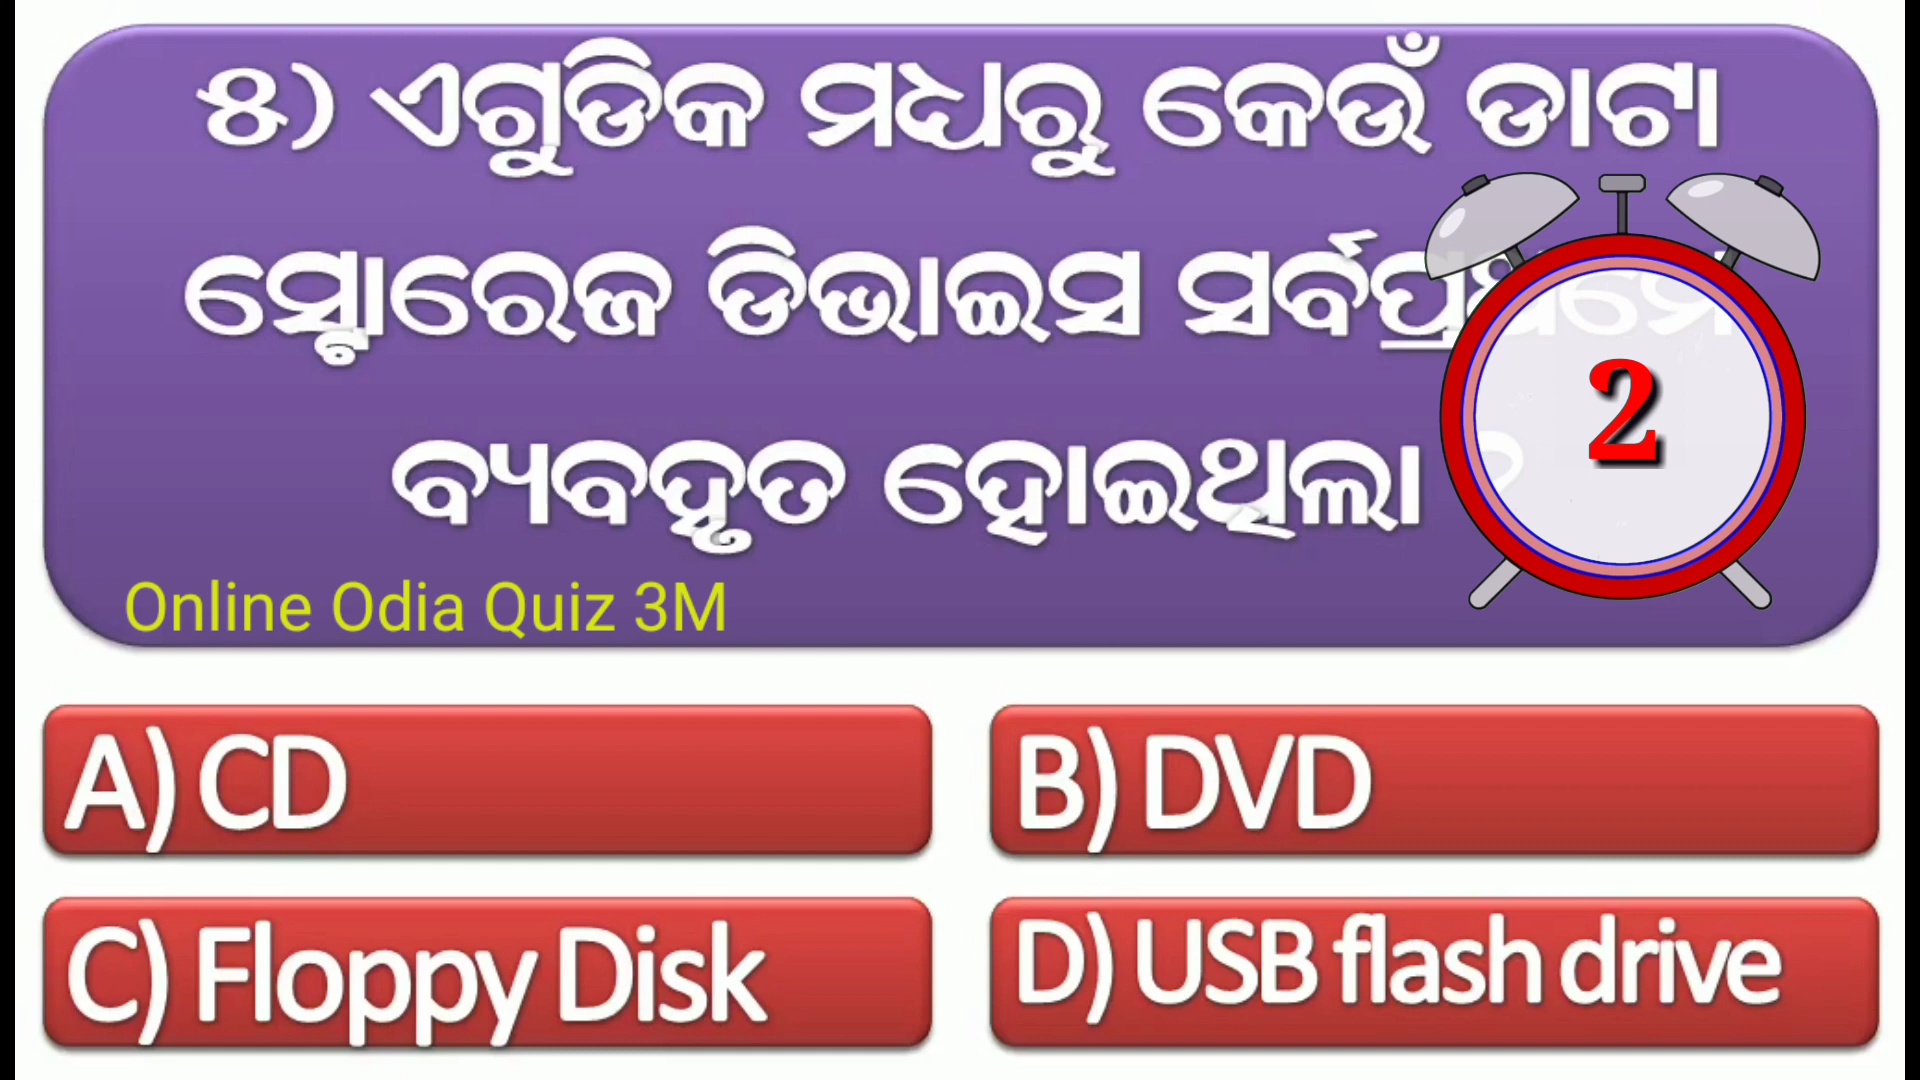 ୫) ଏଗୁଡିକ ମଧ୍ୟରୁ କେଉଁ ଡାଟା
ସ୍ଟୋରେଜ ଡିଭାଇସ ସର୍ବପ୍ରଥମେ
ବ୍ୟବହୃତ ହୋଇଥିଲା ?
2
Online Odia Quiz 3M
A) CD
B) DVD
C) Floppy Disk
D) USB flash drive